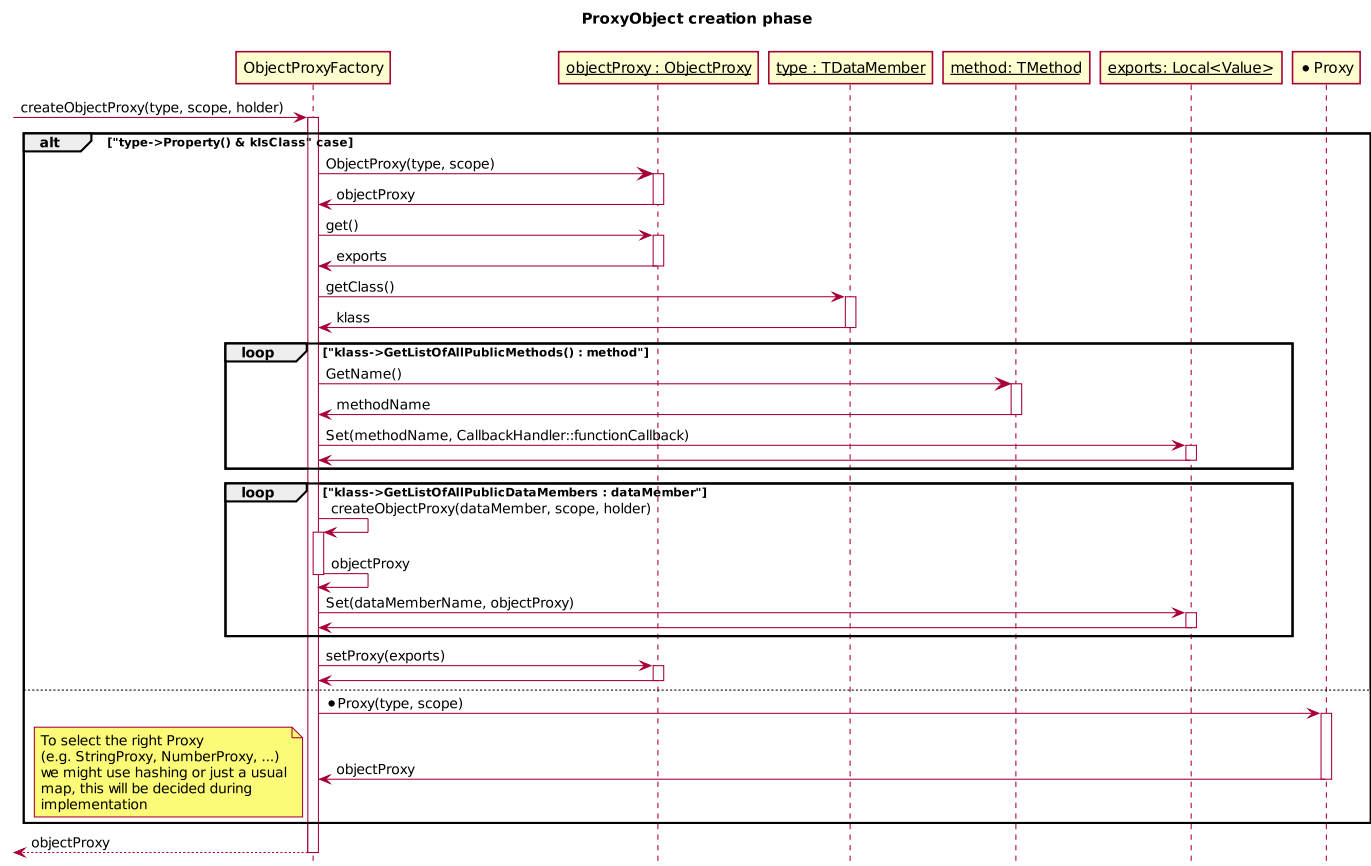 ProxyObject creation phase
ObjectProxyFactory
objectProxy : ObjectProxy
type : TDataMember
method: TMethod
exports: Local<Value>
•Proxy
createObjectProxy(type, scope, holder)
alt
["type->Property() & kIsClass" case]
ObjectProxy(type, scope)
objectProxy
get()
exports
getClass()
klass
loop
["klass->GetListOfAllPublicMethods() : method"]
GetName()
methodName
Set(methodName, CallbackHandler::functionCallback)
loop
["klass->GetListOfAllPublicDataMembers : dataMember"]
createObjectProxy(dataMember, scope, holder)
objectProxy
Set(dataMemberName, objectProxy)
setProxy(exports)
•Proxy(type, scope)
To select the right Proxy
(e.g. StringProxy, NumberProxy, ...)
we might use hashing or just a usual
map, this will be decided during
implementation
objectProxy
objectProxy